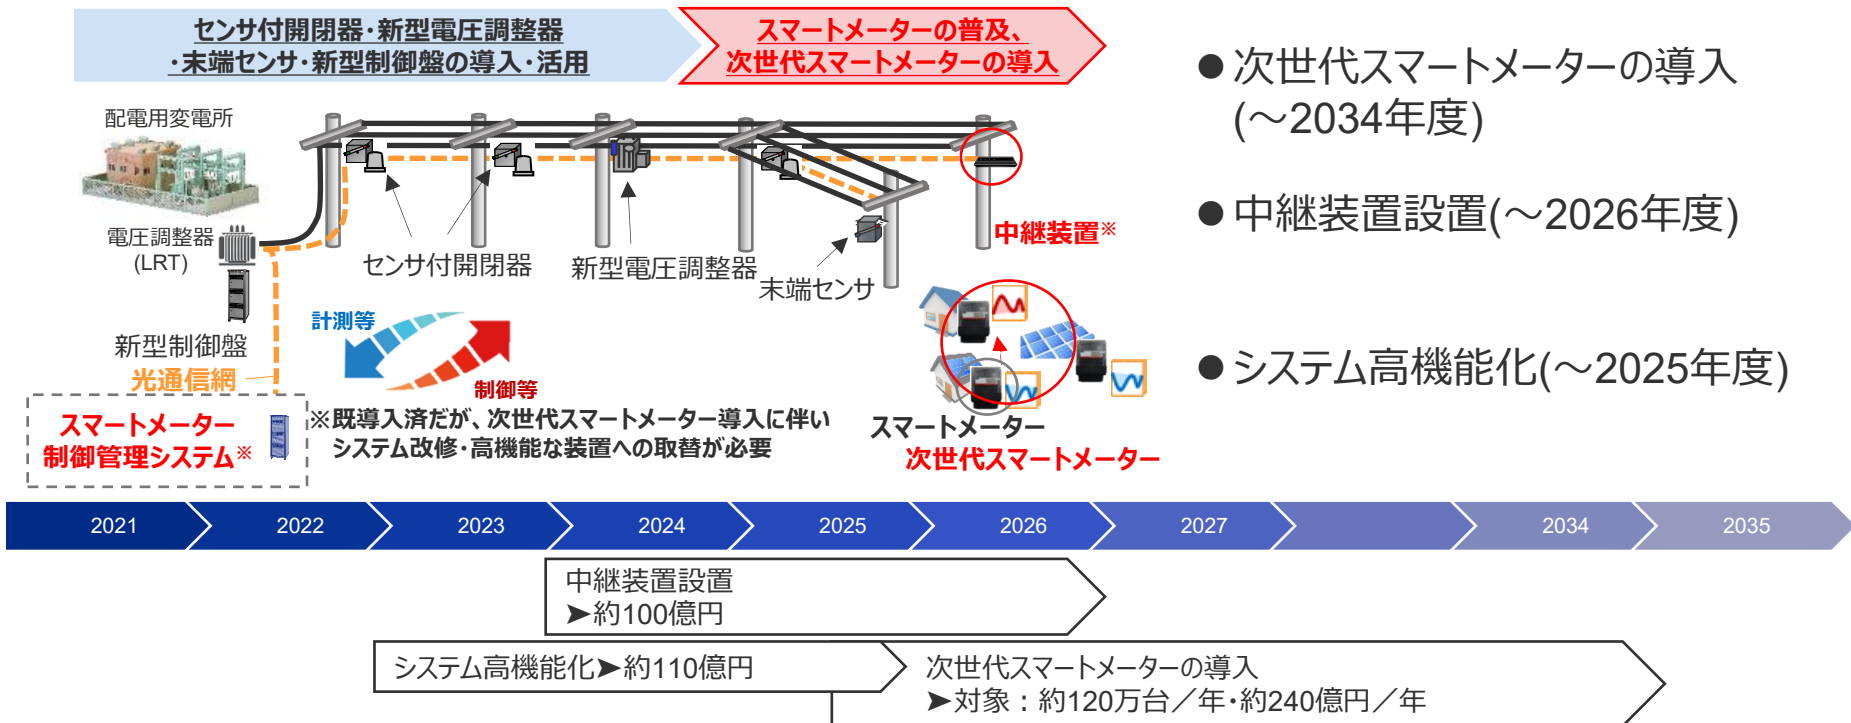 センサ付開閉器・新型電圧調整器
・末端センサ・新型制御盤の導入・活用
スマートメーターの普及、
次世代スマートメーターの導入
配電用変電所
電圧調整器
(LRT)
新型制御盤
光通信網
スマートメーター
制御管理システム※
センサ付開閉器
新型電圧調整器
末端センサ
中継装置※
計測等
制御等
※既導入済だが、次世代スマートメーター導入に伴い
システム改修・高機能な装置への取替が必要
スマートメーター
次世代スマートメーター
●次世代スマートメーターの導入
(～2034年度)
●中継装置設置(～2026年度)
●システム高機能化(～2025年度)
2021
2022
2023
2024
2025
2026
2027
2034
2035
中継装置設置
➤約100億円
システム高機能化➤約110億円
次世代スマートメーターの導入
➤対象：約120万台／年・約240億円／年